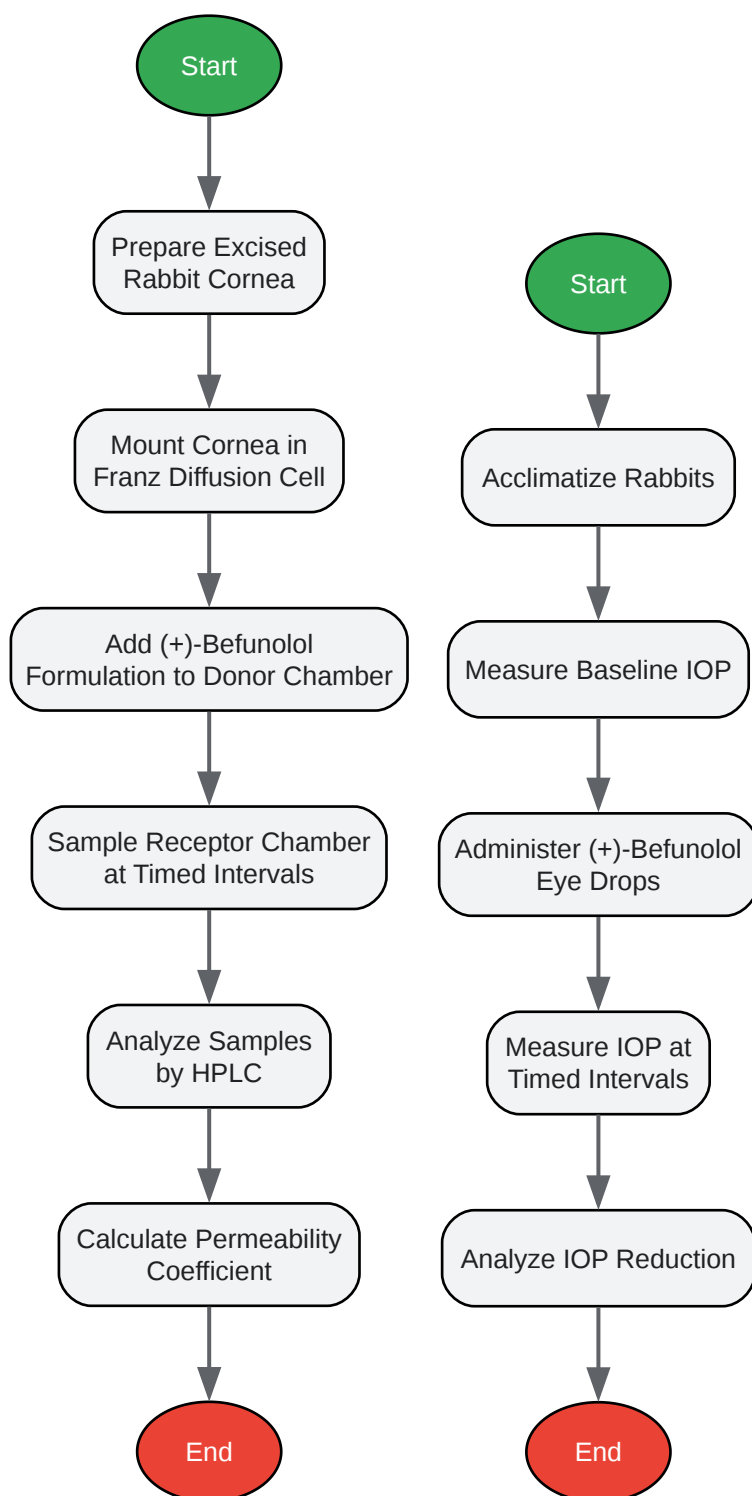 Start
Prepare Excised
Rabbit Cornea
Mount Cornea in
Franz Diffusion Cell
Add (+)-Befunolol
Formulation to Donor Chamber
Sample Receptor Chamber
at Timed Intervals
Analyze Samples
by HPLC
Calculate Permeability
Coefficient
End
Start
Acclimatize Rabbits
Measure Baseline IOP
Administer (+)-Befunolol
Eye Drops
Measure IOP at
Timed Intervals
Analyze IOP Reduction
End